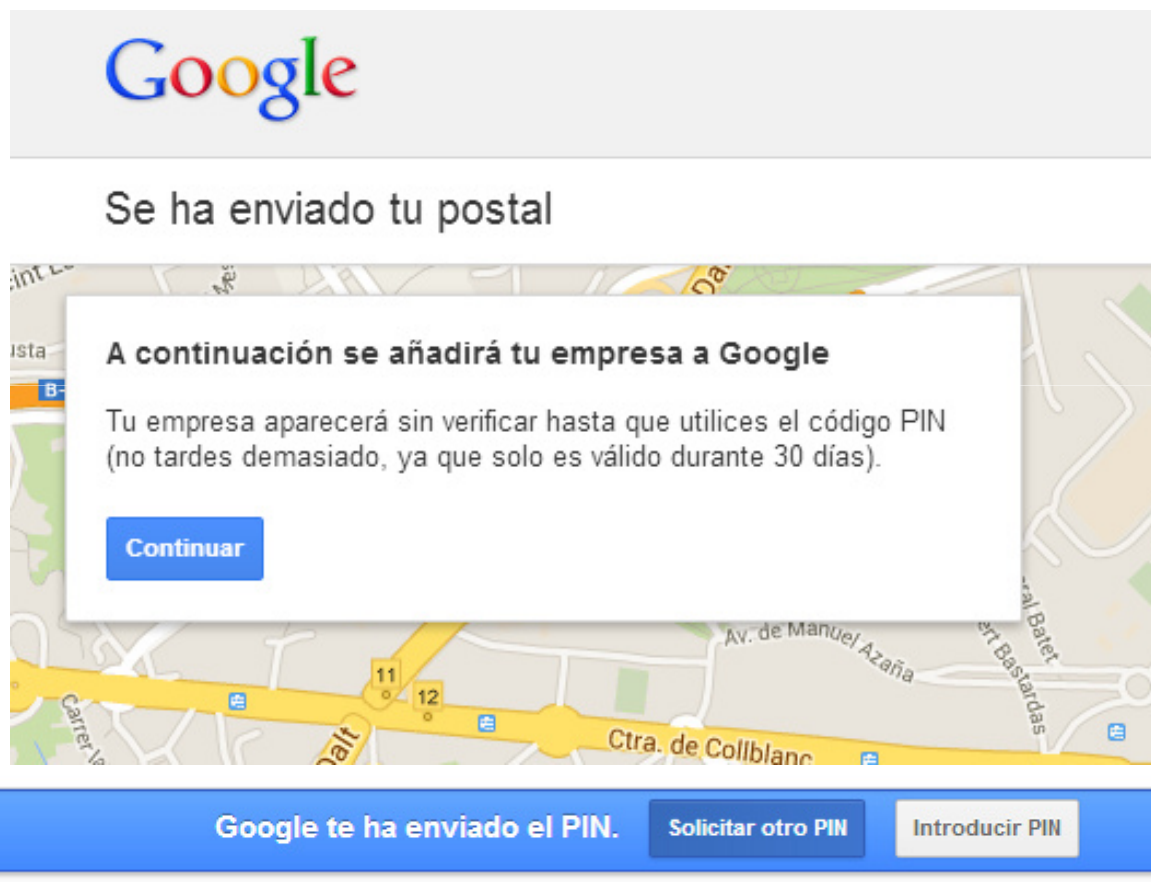 Google
Se ha enviado tu postal
A continuación se añadirá tu empresa a Google
Tu empresa aparecerá sin verificar hasta que utilices el código PIN
(no tardes demasiado, ya que solo es válido durante 30 días).
Continuar
Av. de Manuel Azaña
11
12
Dalt
Ctra. de Collblanc
Google te ha enviado el PIN.
Solicitar otro PIN
Introducir PIN